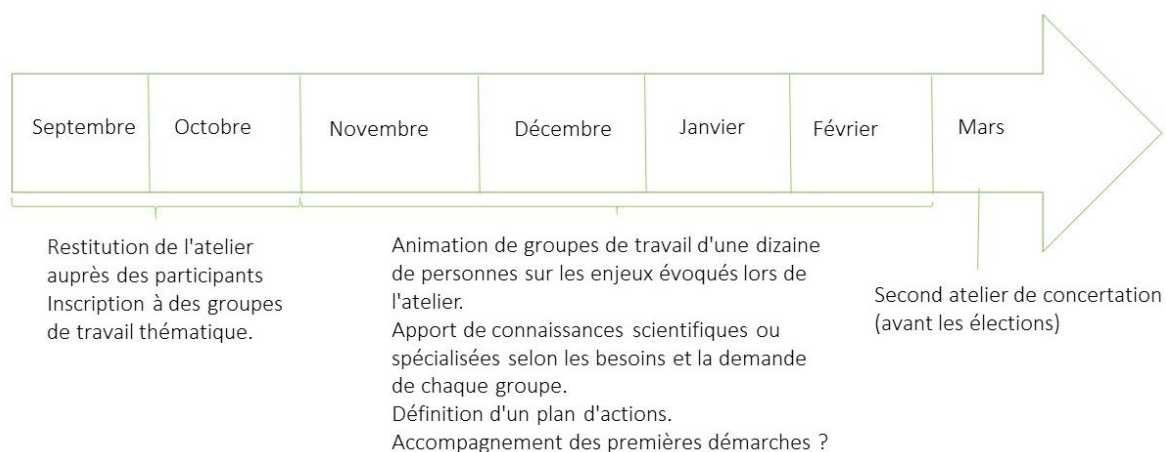 Septembre
Octobre
Novembre
Décembre
Janvier
Février
Mars
Restitution de l'atelier
auprès des participants
Inscription à des groupes
de travail thématique.
Animation de groupes de travail d'une dizaine
de personnes sur les enjeux évoqués lors de
l'atelier.
Apport de connaissances scientifiques ou
spécialisées selon les besoins et la demande
de chaque groupe.
Définition d'un plan d'actions.
Accompagnement des premières démarches ?
Second atelier de concertation
(avant les élections)